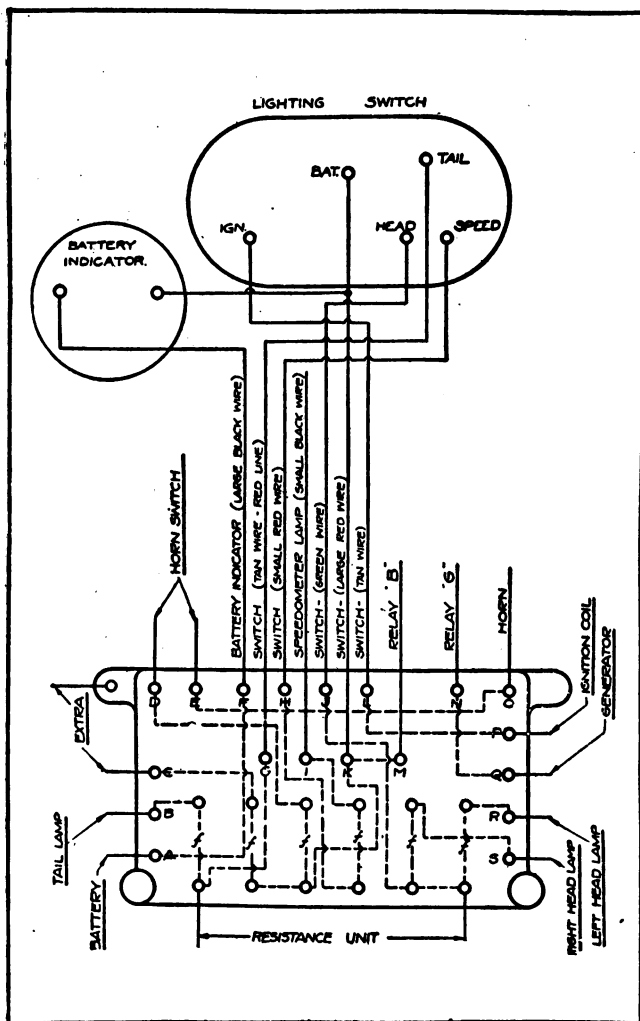 LIGHTING SWITCH
TAIL
BAT.
IGN.
HEAD
SPEED
BATTERY
INDICATOR.
HORN SWITCH
BATTERY INDICATOR (LARGE BLACK WIRE)
SWITCH (TAN WIRE - RED LINE)
SWITCH (SMALL RED WIRE)
SPEEDOMETER LAMP (SMALL BLACK WIRE)
SWITCH- (GREEN WIRE)
SWITCH- (LARGE RED WIRE)
SWITCH- (TAN WIRE)
RELAY "B"
RELAY "G"
HORN
IGNITION COIL
GENERATOR
EXTRA
TAIL LAMP
BATTERY
E
B
A
M
R
S
RIGHT HEAD LAMP
LEFT HEAD LAMP
RESISTANCE UNIT